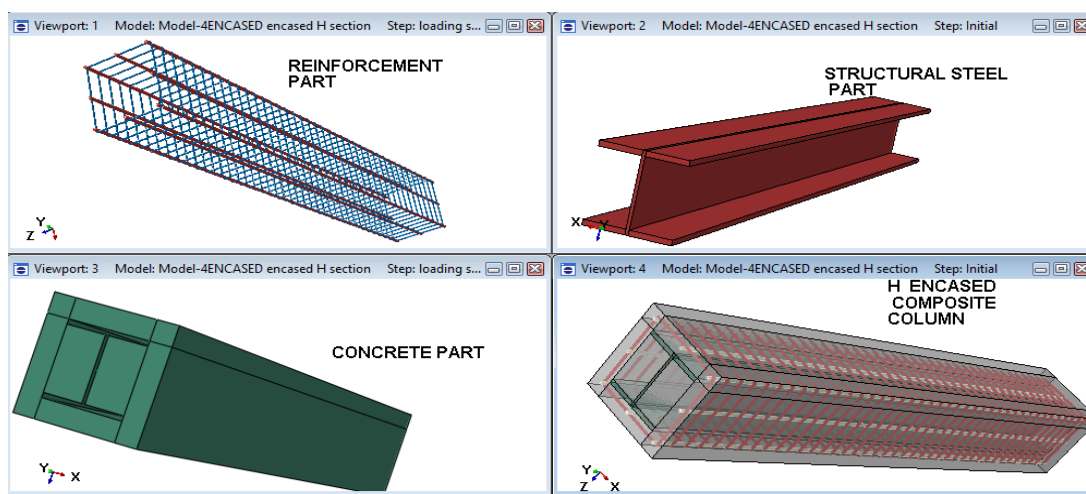 Viewport: 1 Model: Model-4ENCASED encased H section Step: loading s...
REINFORCEMENT
PART
Y
Z
Viewport: 2 Model: Model-4ENCASED encased H section Step: Initial
STRUCTURAL STEEL
PART
X
Y
Viewport: 3 Model: Model-4ENCASED encased H section Step: loading s...
CONCRETE PART
Y
X
Z
Viewport: 4 Model: Model-4ENCASED encased H section Step: Initial
H ENCASED
COMPOSITE
COLUMN
Y
Z X